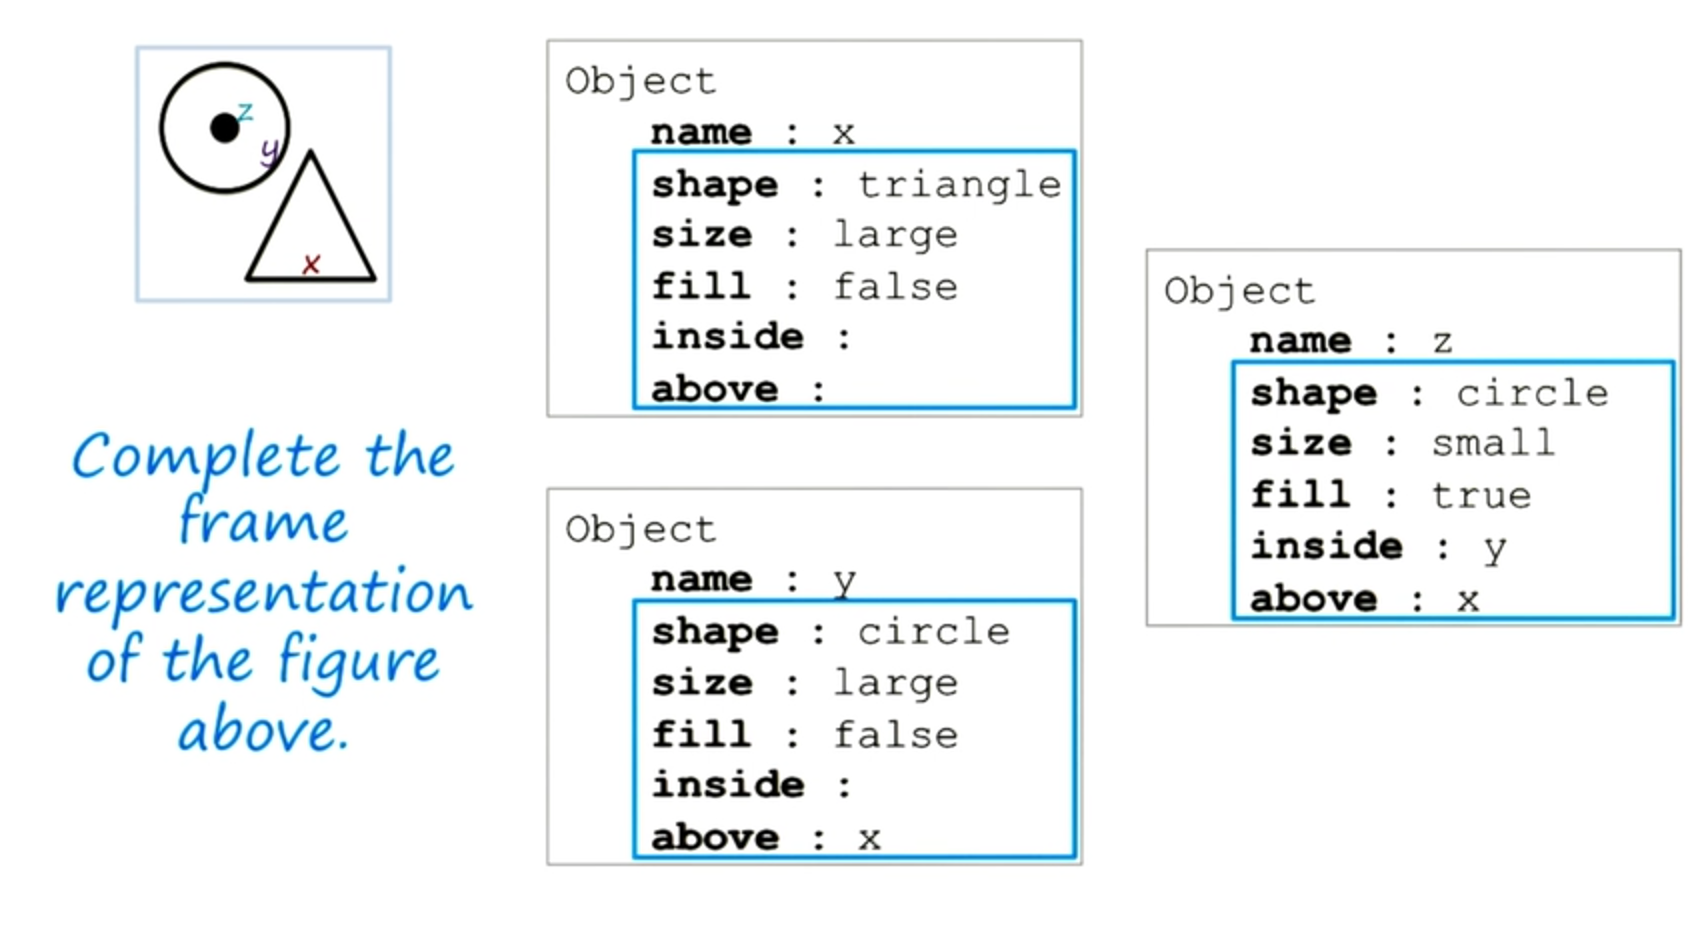 z
y
x
Complete the
frame
representation
of the figure
above.
Object
name : x
shape : triangle
size : large
fill : false
inside :
above :
Object
name : y
shape : circle
size : large
fill : false
inside :
above : x
Object
name : z
shape : circle
size : small
fill : true
inside : y
above : x